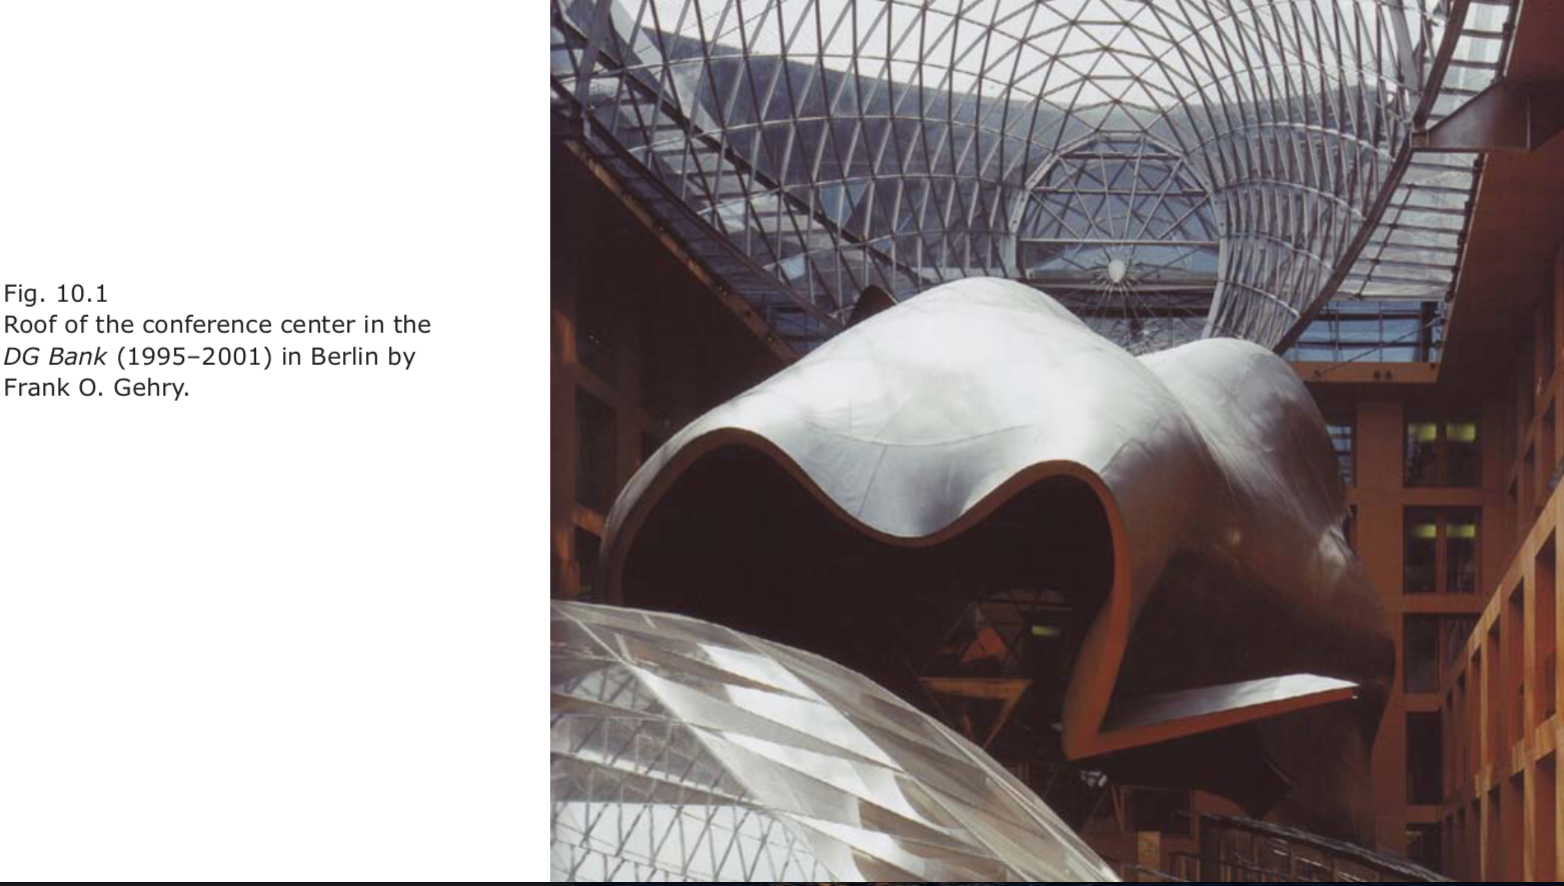 Fig. 10.1
Roof of the conference center in the
DG Bank (1995–2001) in Berlin by
Frank O. Gehry.